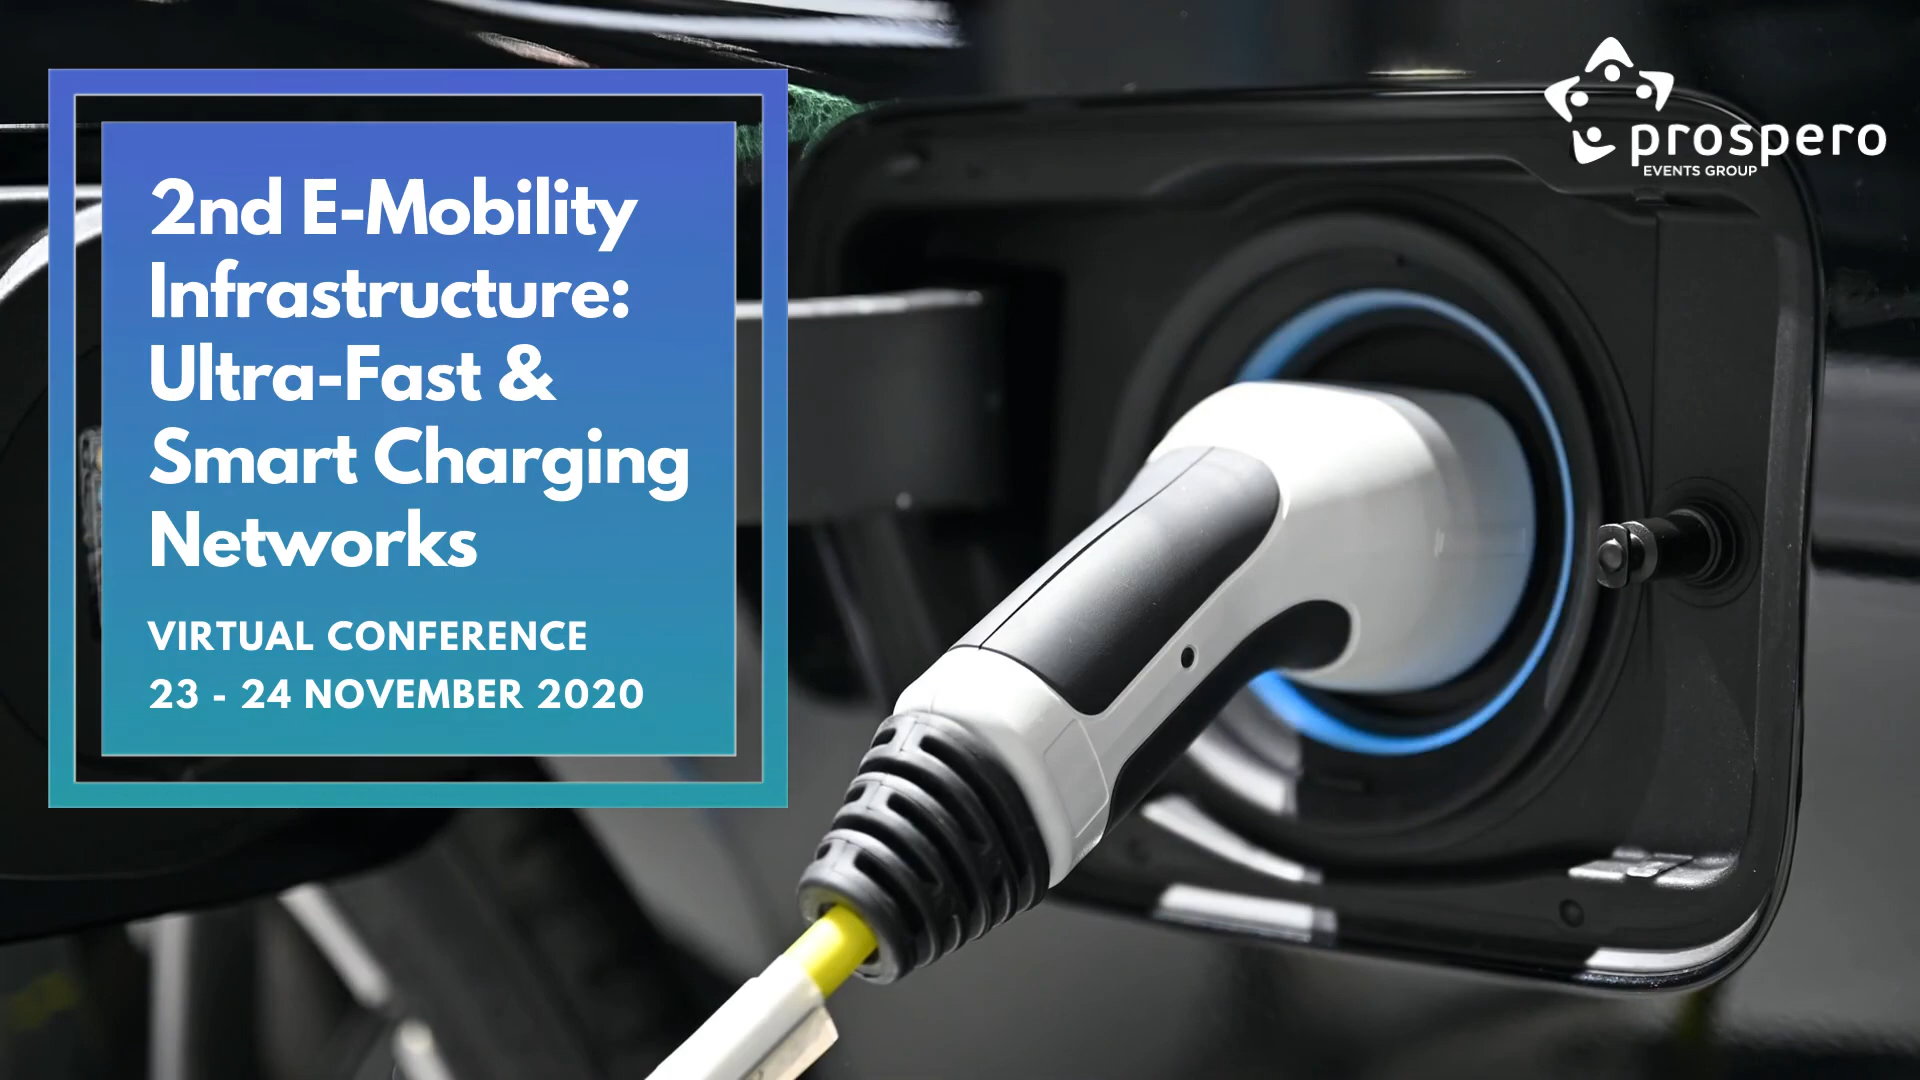 2nd E-Mobility
Infrastructure:
Ultra-Fast &
Smart Charging
Networks
VIRTUAL CONFERENCE
23 - 24 NOVEMBER 2020
prospero
EVENTS GROUP